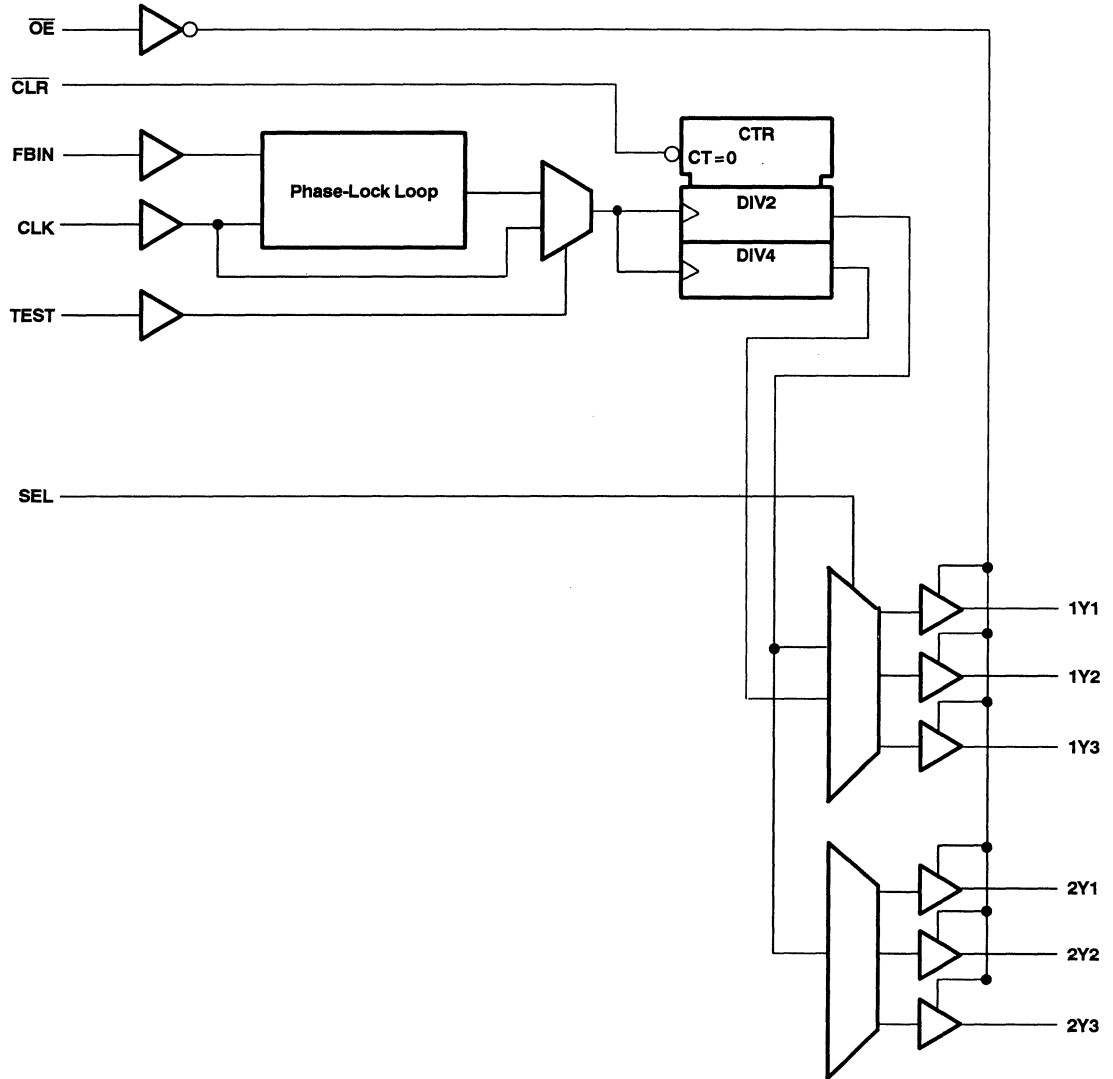 OE
CLR
FBIN
CLK
TEST
Phase-Lock Loop
CTR
CT=0
DIV2
DIV4
SEL
1Y1
1Y2
1Y3
2Y1
2Y2
2Y3